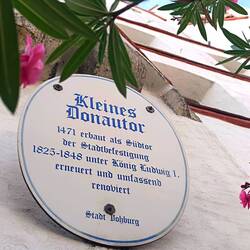 Kleines
Donautor
1471 erbaut als Südtor
der Stadtbefestigung
1825-1848 unter König Ludwig I.
erneuert und umfassend
renoviert
Stadt Vohburg